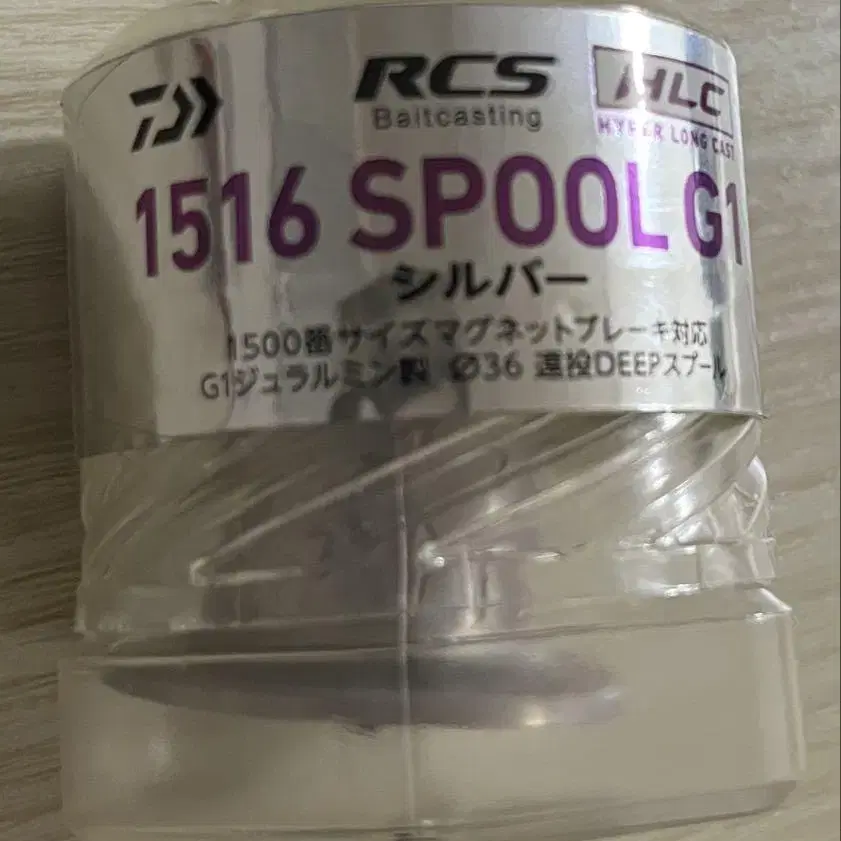 RCS
Baitcasting
HLC
HYPER LONG CAST
1516 SPOOL G1
シルバー
1500番サイズマグネットブレーキ対応
G1ジュラルミン製 Ø36 遠投DEEPスプール